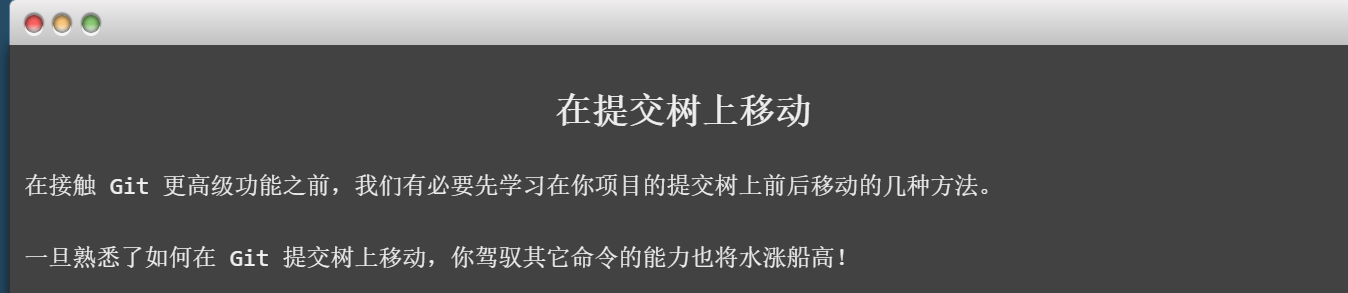 在提交树上移动
在接触 Git 更高级功能之前，我们有必要先学习在你项目的提交树上前后移动的几种方法。
一旦熟悉了如何在 Git 提交树上移动，你驾驭其它命令的能力也将水涨船高！